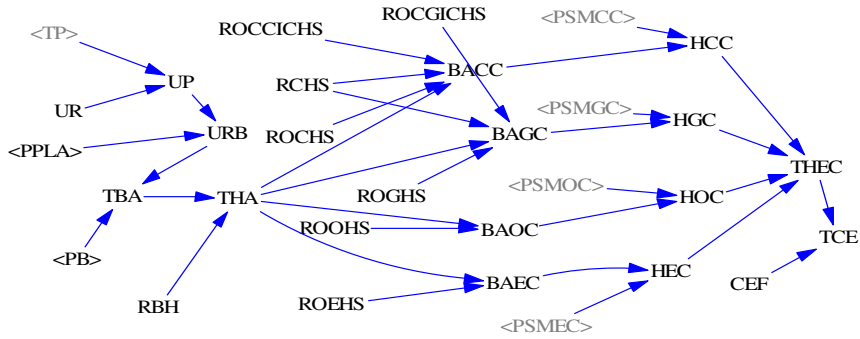 ROCGICHS
<TP>
ROCCICHS
<PSMCC>
HCC
UP
BACC
RCHS
UR
<PSMGC>
HGC
URB
ROCHS
BAGC
<PPLA>
THEC
<PSMOC>
TBA
THA
ROGHS
HOC
ROOHS
BAOC
TCE
<PB>
HEC
BAEC
CEF
RBH
ROEHS
<PSMEC>